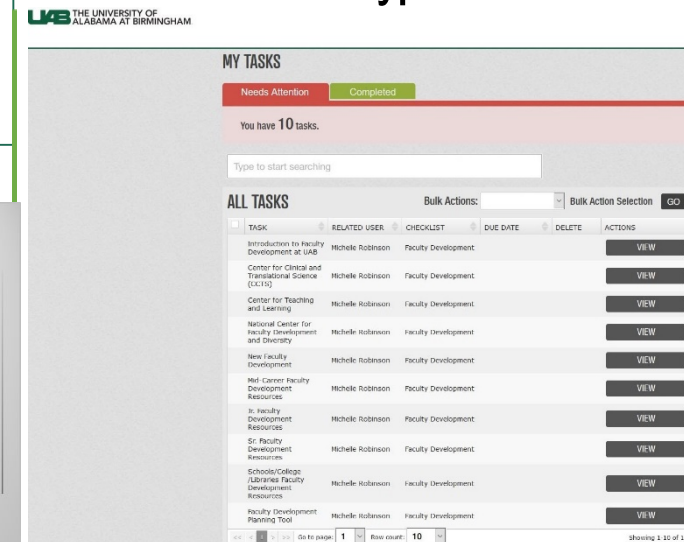 THE UNIVERSITY OF
UAB ALABAMA AT BIRMINGHAM
MY TASKS
Needs Attention Completed
You have 10 tasks.
Type to start searching
ALL TASKS Bulk Actions: Bulk Action Selection GO
TASK RELATED USER CHECKLIST DUE DATE DELETE ACTIONS
Introduction to Faculty
Development at UAB Michelle Robinson Faculty Development VIEW
Center for Clinical and
Translational Science
(CCTS) Michelle Robinson Faculty Development VIEW
Center for Teaching
and Learning Michelle Robinson Faculty Development VIEW
National Center for
Faculty Development
and Diversity Michelle Robinson Faculty Development VIEW
New Faculty
Development Michelle Robinson Faculty Development VIEW
Mid-Career Faculty
Development
Resources Michelle Robinson Faculty Development VIEW
Jr. Faculty
Development
Resources Michelle Robinson Faculty Development VIEW
Sr. Faculty
Development
Resources Michelle Robinson Faculty Development VIEW
Schools/College
/Libraries Faculty
Development
Resources Michelle Robinson Faculty Development VIEW
Faculty Development
Planning Tool Michelle Robinson Faculty Development VIEW
<< < 1 > >> Go to page: 1 Row count: 10 Showing 1-10 of